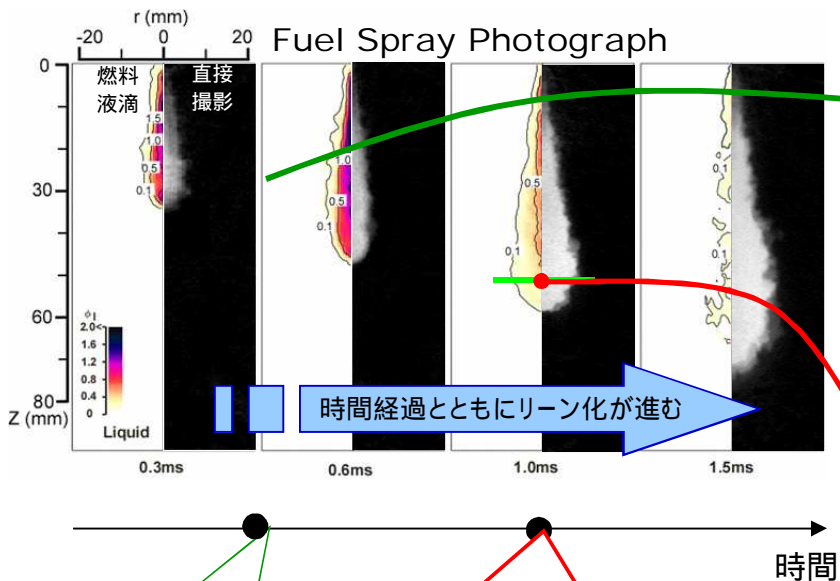 r (mm)
-20 0 20
Fuel Spray Photograph
0
30
60
80
Z (mm)
燃料
液滴
直接
撮影
1.5
1.0
0.5
0.1
1.0
0.5
0.1
0.5
0.1
0.1
0.1
ϕl
2.0<
1.6
1.2
0.8
0.4
0
Liquid
時間経過とともにリーン化が進む
0.3ms
0.6ms
1.0ms
1.5ms
時間